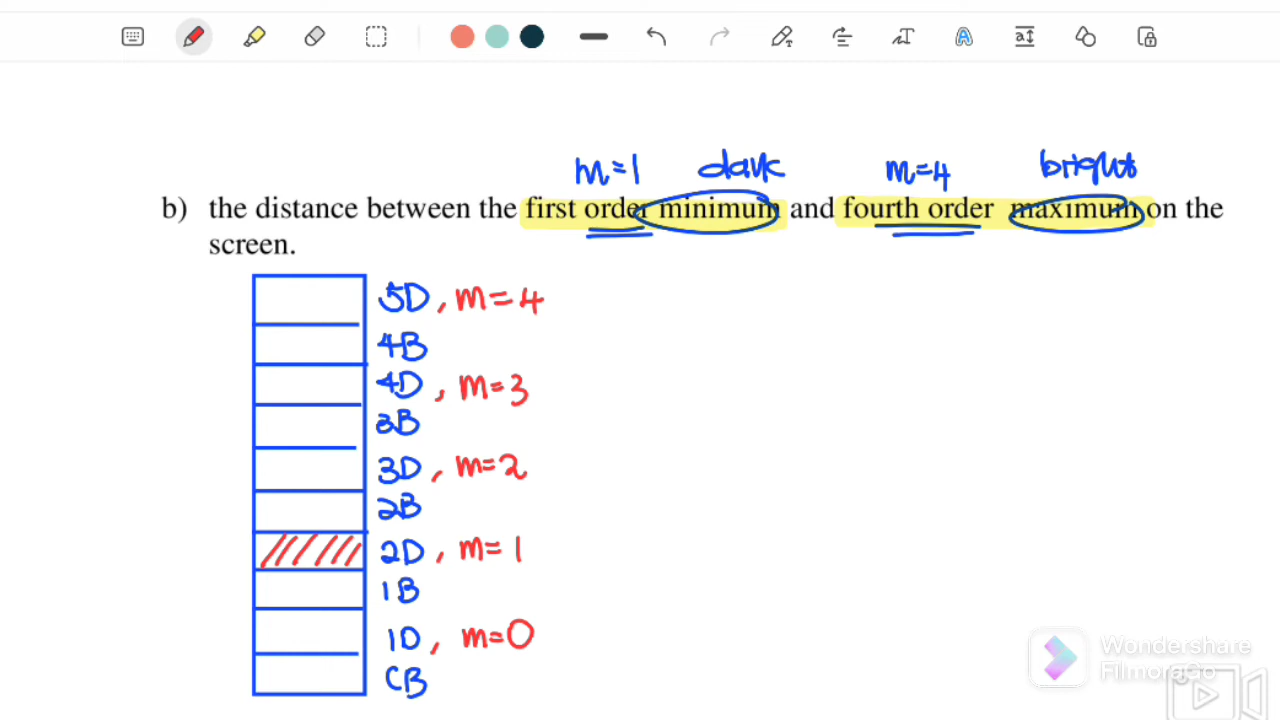 m=1 dark m=4 bright
b) the distance between the first order minimum and fourth order maximum on the
screen.
5D, m=4
4B
4D, m=3
3B
3D, m=2
2B
2D, m=1
1B
1D, m=0
CB
Wondershare
FilmoraGo